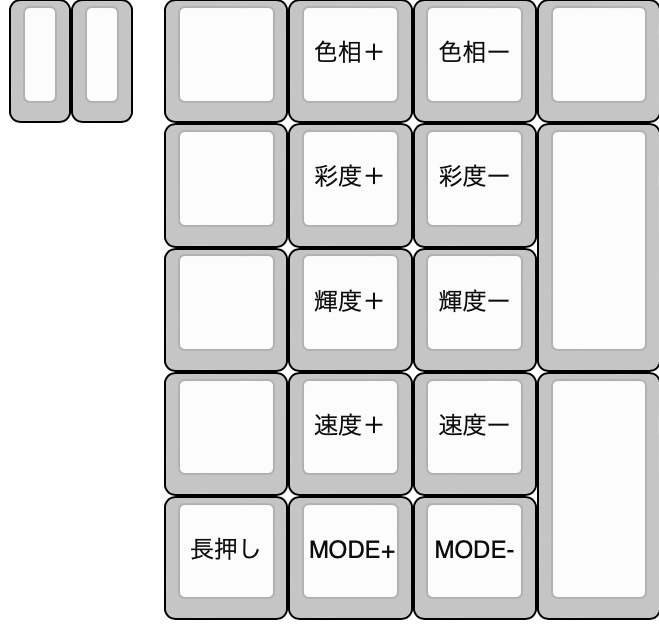 色相＋
色相ー
彩度＋
彩度ー
輝度＋
輝度ー
速度＋
速度ー
長押し
MODE+
MODE-